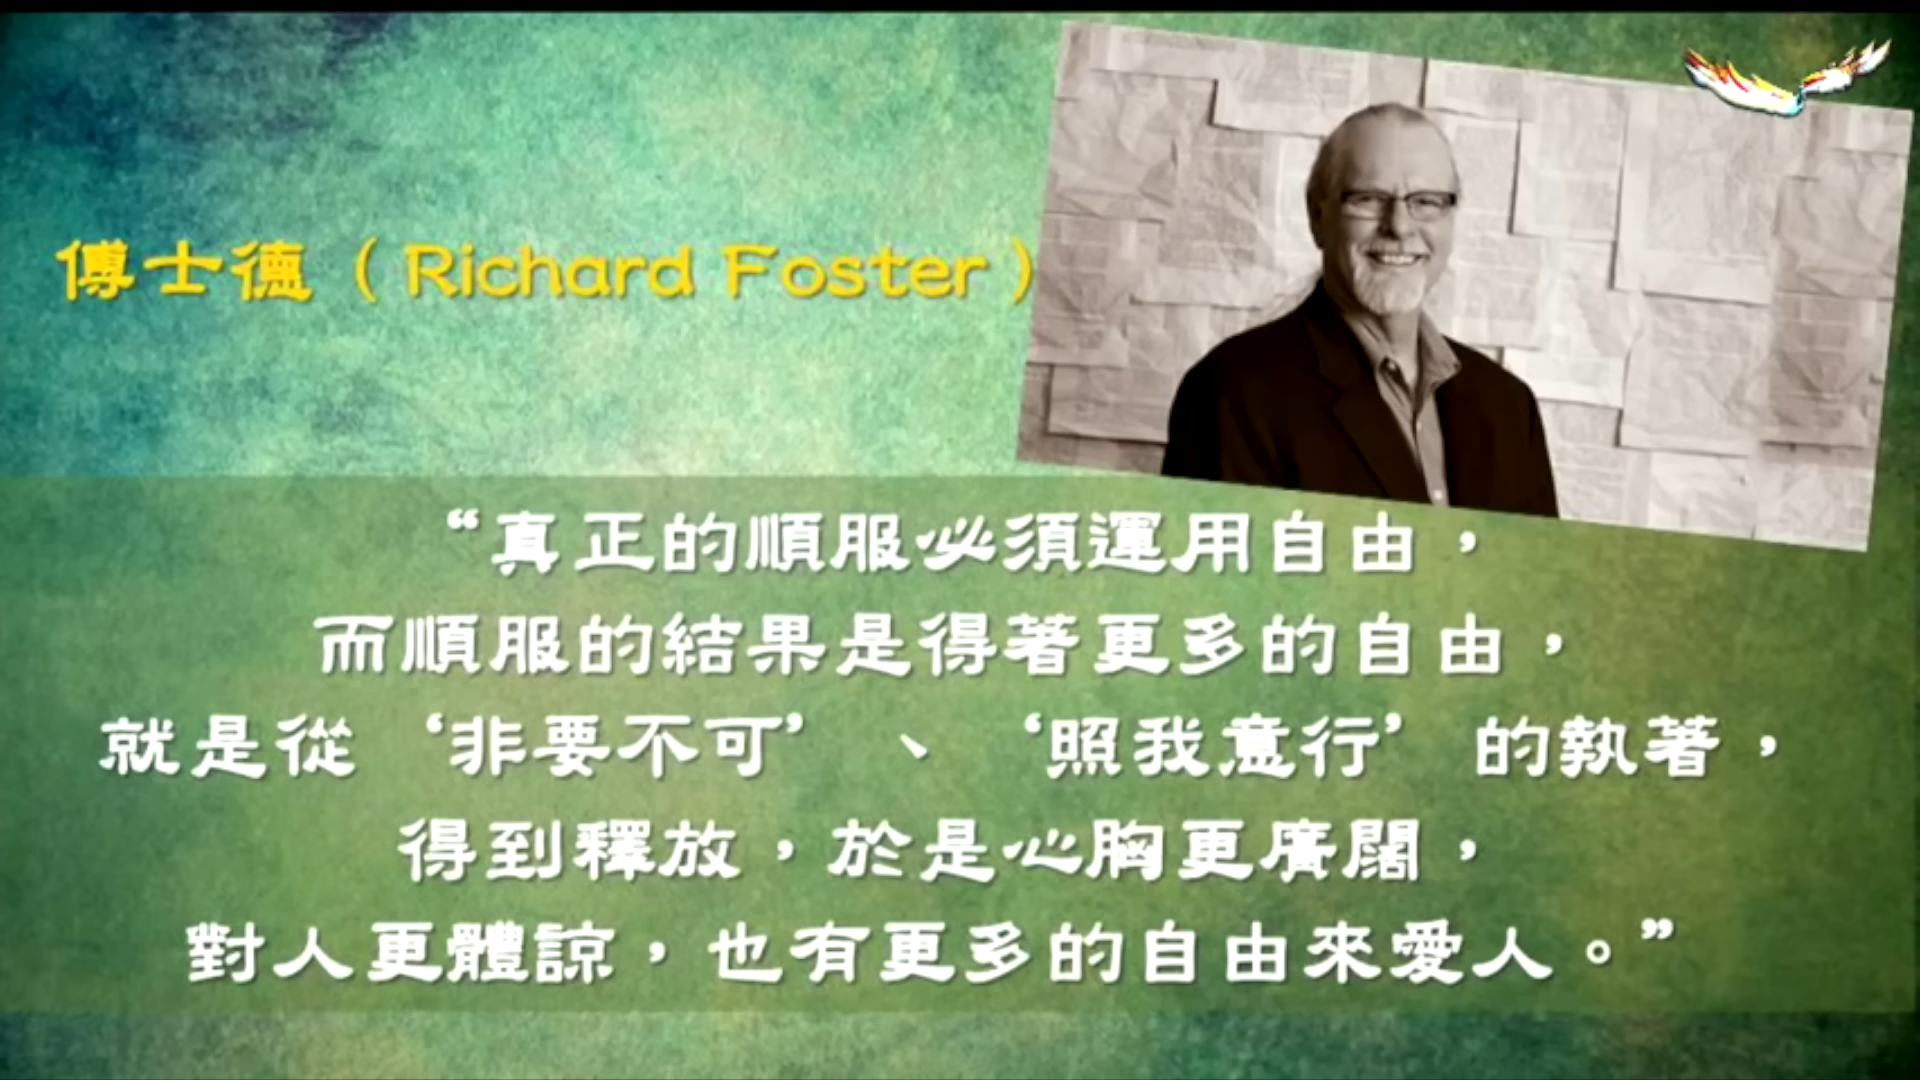 傅士德（Richard Foster）
“真正的順服必須運用自由，
而順服的結果是得著更多的自由，
就是從‘非要不可’、‘照我意行’的執著，
得到釋放，於是心胸更廣闊，
對人更體諒，也有更多的自由來愛人。”